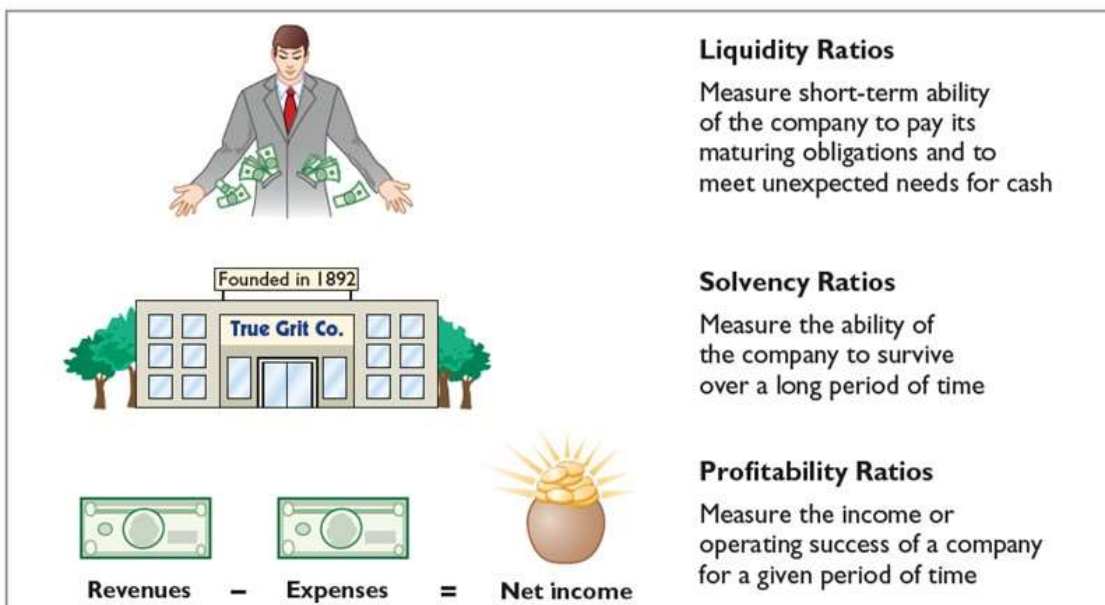 Liquidity Ratios
Measure short-term ability
of the company to pay its
maturing obligations and to
meet unexpected needs for cash
Founded in 1892
True Grit Co.
Solvency Ratios
Measure the ability of
the company to survive
over a long period of time
Profitability Ratios
Measure the income or
operating success of a company
for a given period of time
Revenues – Expenses = Net income